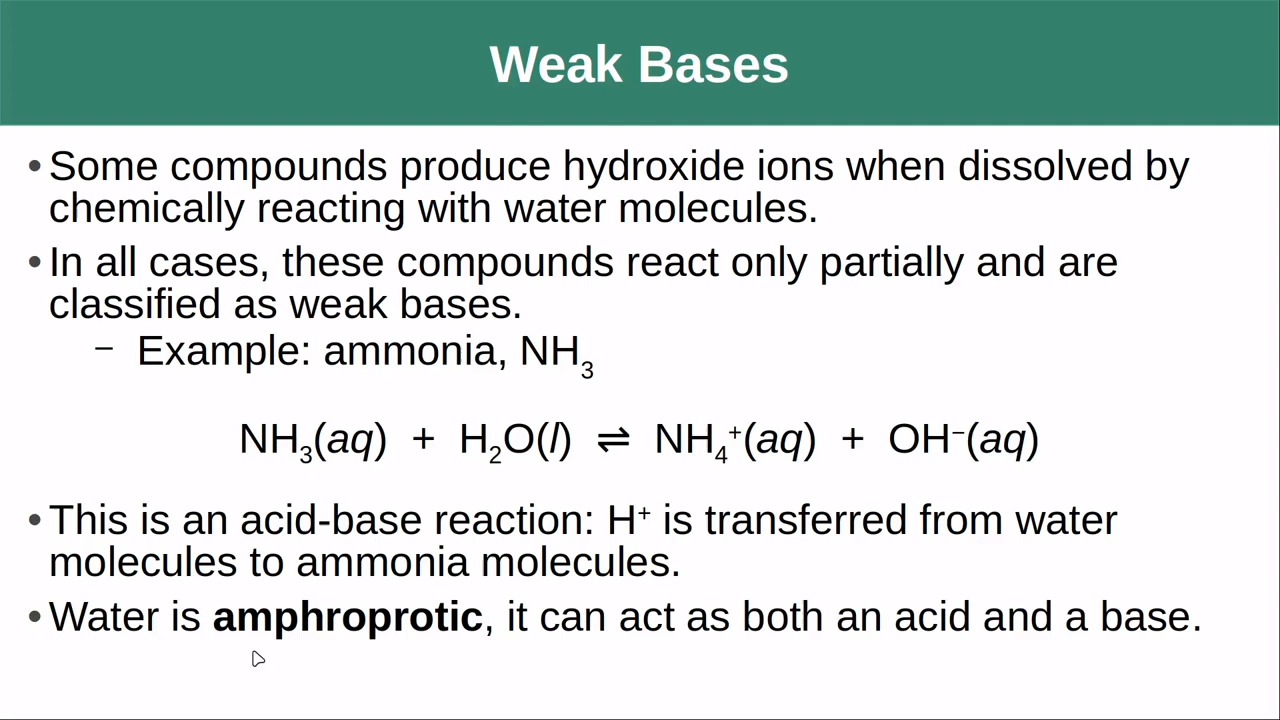 Weak Bases
•Some compounds produce hydroxide ions when dissolved by
chemically reacting with water molecules.
•In all cases, these compounds react only partially and are
classified as weak bases.
– Example: ammonia, NH₃
NH₃(aq) + H₂O(l) ⇌ NH₄⁺(aq) + OH⁻(aq)
•This is an acid-base reaction: H⁺ is transferred from water
molecules to ammonia molecules.
•Water is amphroprotic, it can act as both an acid and a base.